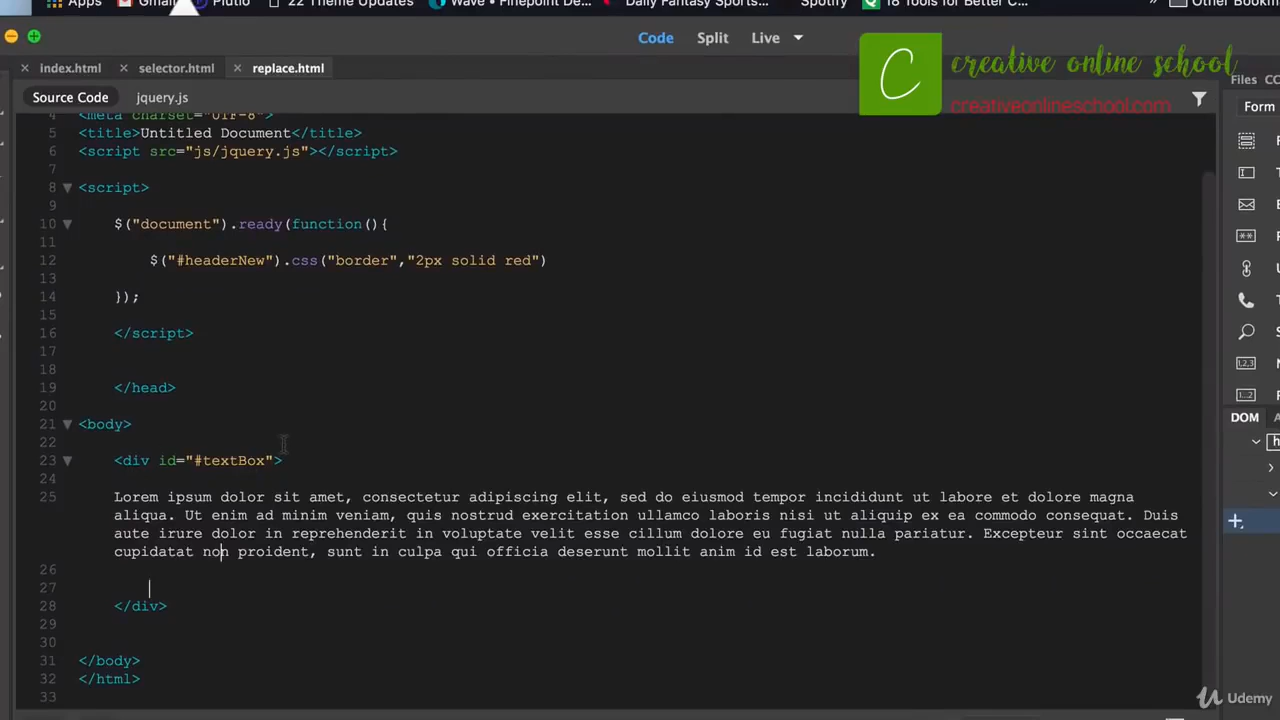 Apps Gmail Plutio 22 Theme Updates Wave • Finepoint De... Daily Fantasy Sports... Spotify 18 Tools for Better C... » Other Bookm
Code Split Live
creative online school
creativeonlineschool.com
C
index.html selector.html replace.html
Files CC
Source Code jquery.js
Form
4 <meta charset="UTF-8">
5 <title>Untitled Document</title>
6 <script src="js/jquery.js"></script>
7
8 <script>
9
10 $("document").ready(function(){
11
12 $("#headerNew").css("border","2px solid red")
13
14 });
15
16 </script>
17
18
19 </head>
20
21 <body>
22
23 <div id="#textBox">
24
25 Lorem ipsum dolor sit amet, consectetur adipiscing elit, sed do eiusmod tempor incididunt ut labore et dolore magna
aliqua. Ut enim ad minim veniam, quis nostrud exercitation ullamco laboris nisi ut aliquip ex ea commodo consequat. Duis
aute irure dolor in reprehenderit in voluptate velit esse cillum dolore eu fugiat nulla pariatur. Excepteur sint occaecat
cupidatat non proident, sunt in culpa qui officia deserunt mollit anim id est laborum.
26
27
28 </div>
29
30
31 </body>
32 </html>
33
DOM
Udemy